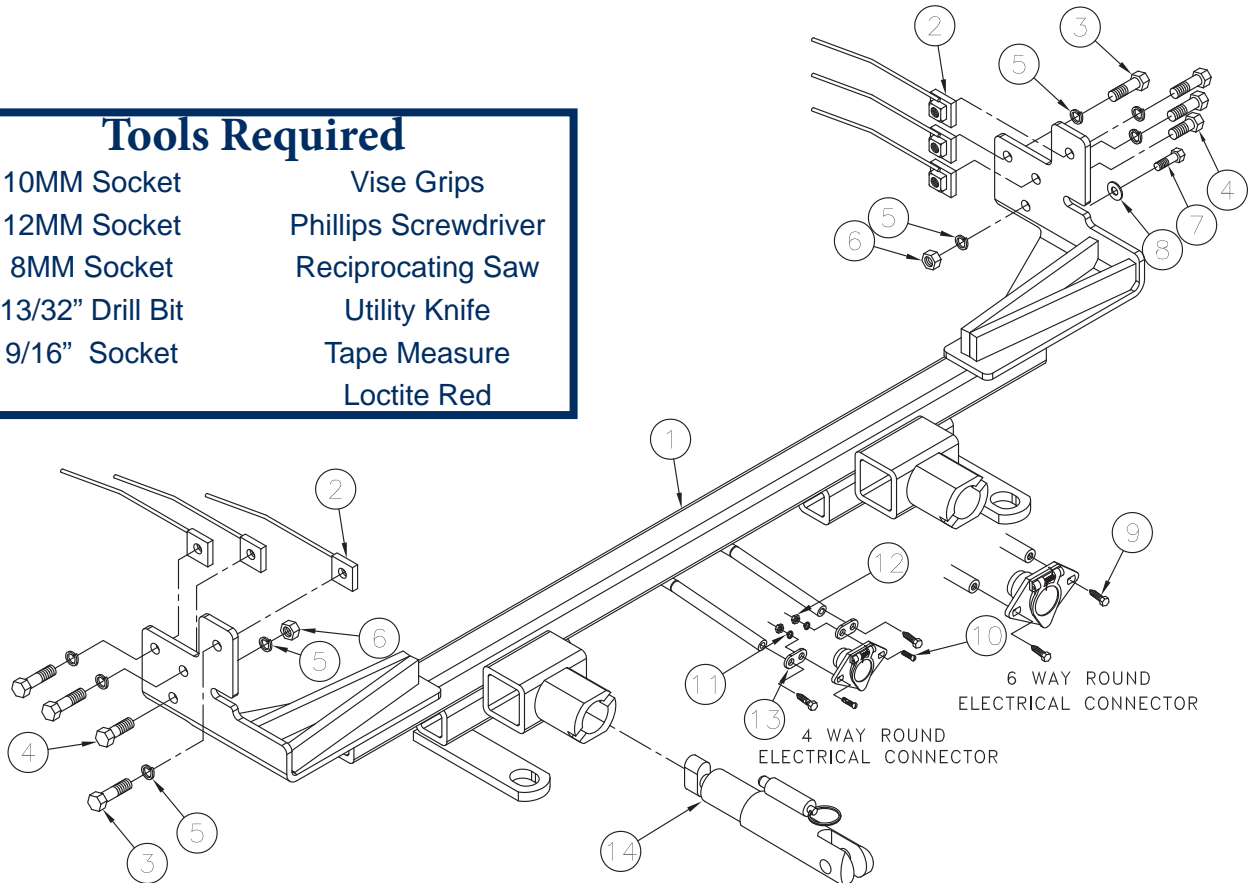 Tools Required
10MM Socket
12MM Socket
8MM Socket
13/32” Drill Bit
9/16” Socket
Vise Grips
Phillips Screwdriver
Reciprocating Saw
Utility Knife
Tape Measure
Loctite Red
2
3
5
4
5
6
8
7
1
2
9
12
6
5
10
11
13
6 WAY ROUND
ELECTRICAL CONNECTOR
4 WAY ROUND
ELECTRICAL CONNECTOR
4
5
3
14